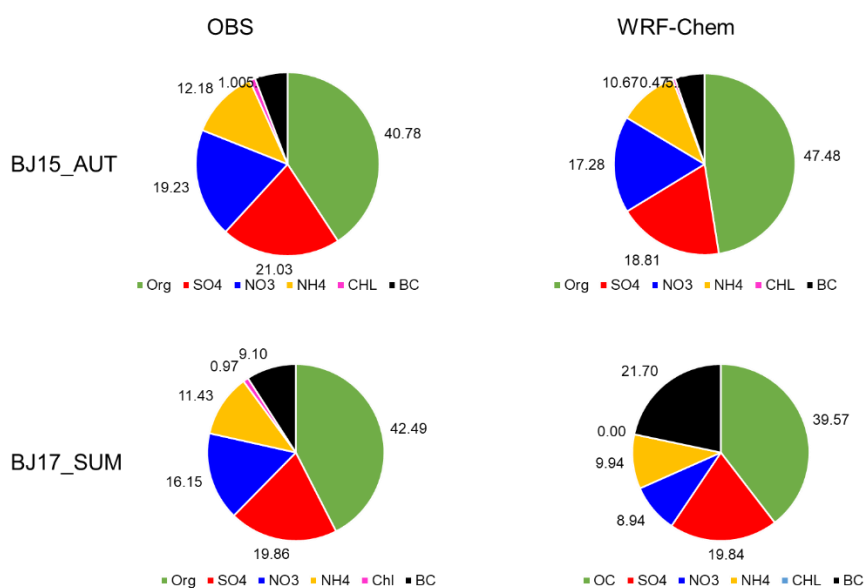 OBS WRF-Chem
BJ15_AUT
12.18 1.005 40.78
19.23
21.03
Org SO4 NO3 NH4 CHL BC
10.67 0.47 5. 47.48
17.28
18.81
Org SO4 NO3 NH4 CHL BC
BJ17_SUM
0.97 9.10
11.43 42.49
16.15
19.86
Org SO4 NO3 NH4 Chl BC
21.70 39.57
0.00
9.94
8.94
19.84
OC SO4 NO3 NH4 CHL BC